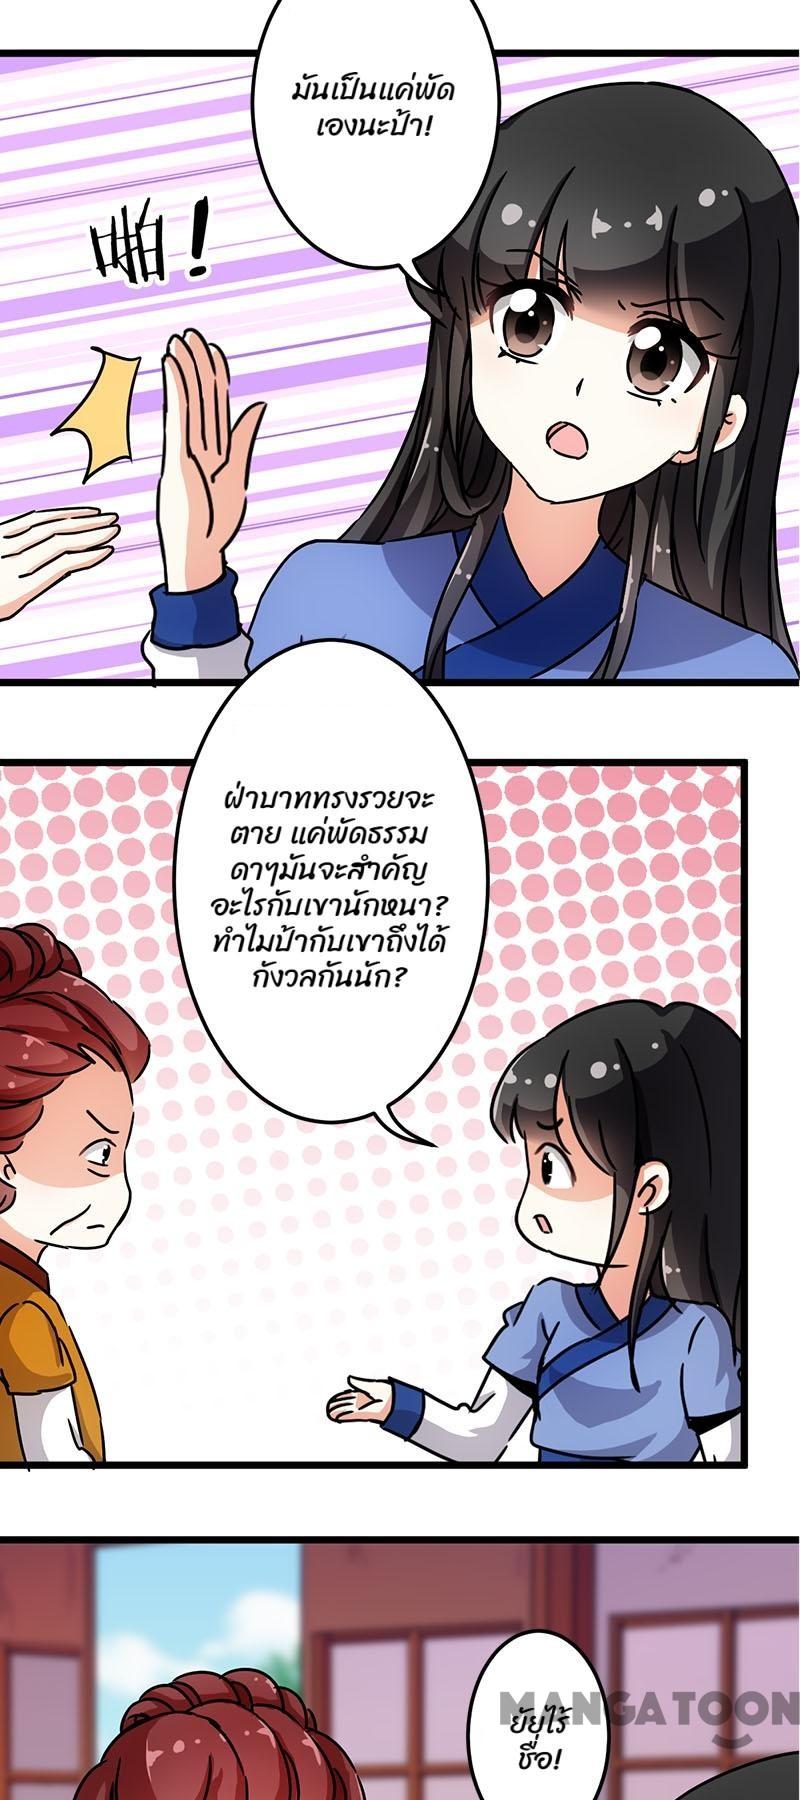 มันเป็นแค่พัด
เองนะป้า!
啪!
ฝ่าบาททรงรวยจะ
ตาย แค่พัดธรรม
ดาๆมันจะสำคัญ
อะไรกับเขานักหนา?
ทำไมป้ากับเขาถึงได้
กังวลกันนัก?
ยัยไร้
ชื่อ!
MANGATOON